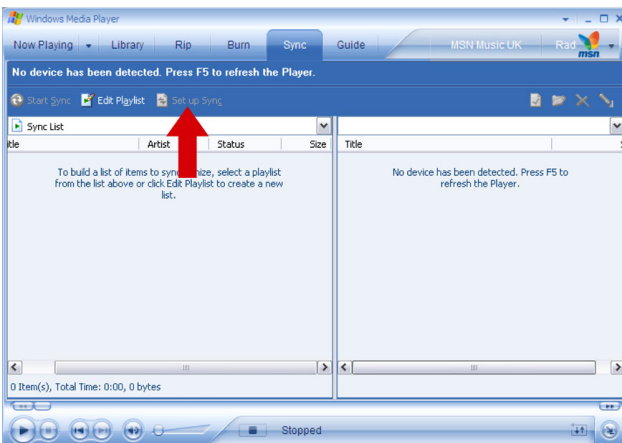 Windows Media Player
Now Playing Library Rip Burn Sync Guide MSN Music UK Rad
msn
No device has been detected. Press F5 to refresh the Player.
Start Sync Edit Playlist Set up Sync
Sync List
itle Artist Status Size Title
To build a list of items to synchronize, select a playlist
from the list above or click Edit Playlist to create a new
list.
No device has been detected. Press F5 to
refresh the Player.
0 Item(s), Total Time: 0:00, 0 bytes
Stopped